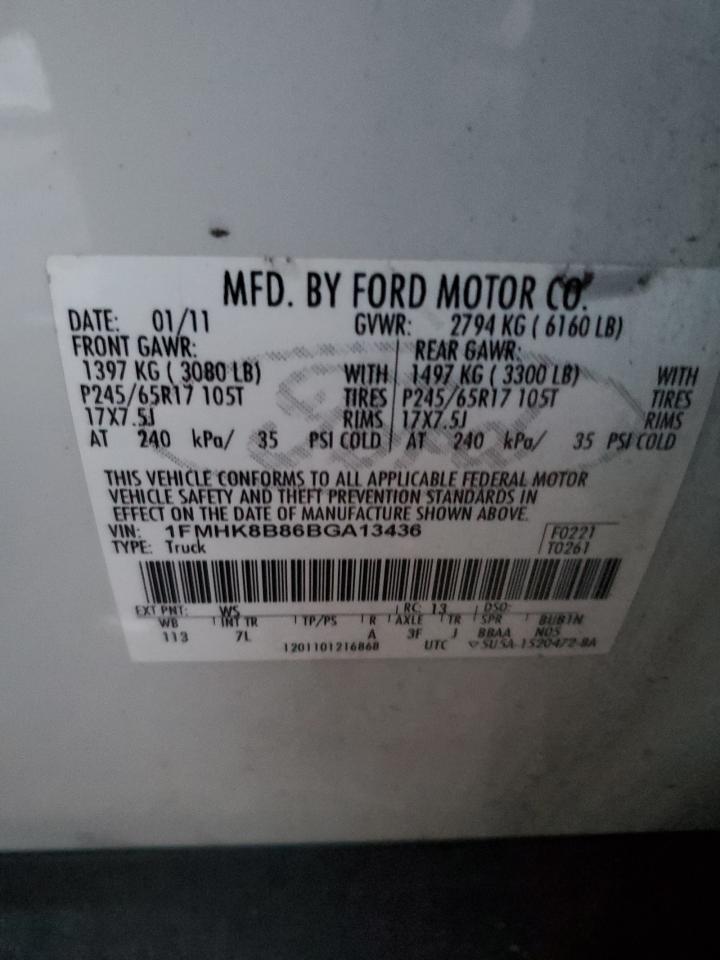 MFD. BY FORD MOTOR CO.
DATE: 01/11 GVWR: 2794 KG ( 6160 LB)
FRONT GAWR: REAR GAWR:
1397 KG ( 3080 LB) WITH 1497 KG ( 3300 LB) WITH
P245/65R17 105T TIRES P245/65R17 105T TIRES
17X7.5J RIMS 17X7.5J RIMS
AT 240 kPa/ 35 PSI COLD AT 240 kPa/ 35 PSI COLD
THIS VEHICLE CONFORMS TO ALL APPLICABLE FEDERAL MOTOR
VEHICLE SAFETY AND THEFT PREVENTION STANDARDS IN
EFFECT ON THE DATE OF MANUFACTURE SHOWN ABOVE.
VIN: 1FMHK8B86BGA13436 F0221
TYPE: Truck T0261
EXT PNT: WS RC: 13 DSO:
WB INT TR TP/PS R AXLE TR SPR BUB1N
113 7L A 3F J BBAA N05
1201101216868 UTC 5U5A-1520472-BA